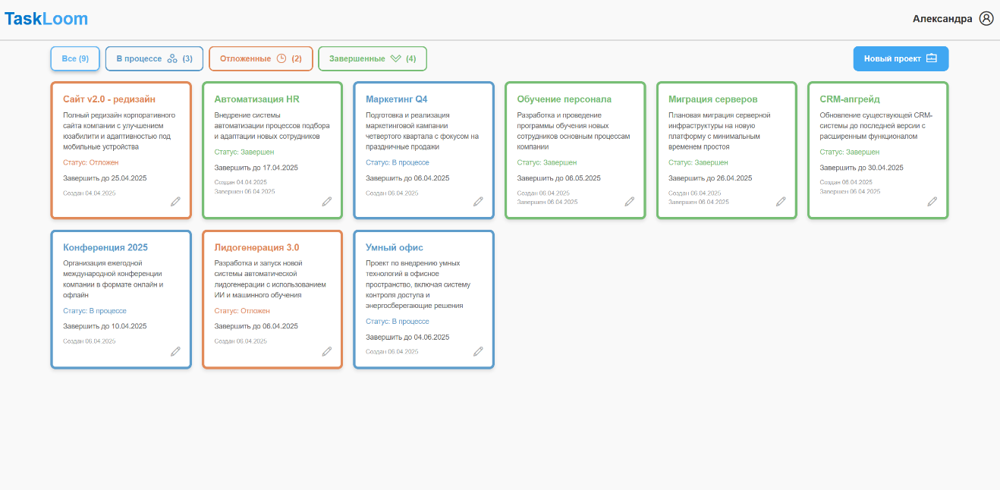 TaskLoom
Александра
Все (9)
В процессе (3)
Отложенные (2)
Завершенные (4)
Новый проект
Сайт v2.0 - редизайн
Полный редизайн корпоративного
сайта компании с улучшением
юзабилити и адаптивностью под
мобильные устройства
Статус: Отложен
Завершить до 25.04.2025
Создан 04.04.2025
Автоматизация HR
Внедрение системы
автоматизации процессов подбора
и адаптации новых сотрудников
Статус: Завершен
Завершить до 17.04.2025
Создан 04.04.2025
Завершен 06.04.2025
Маркетинг Q4
Подготовка и реализация
маркетинговой кампании
четвертого квартала с фокусом на
праздничные продажи
Статус: В процессе
Завершить до 06.04.2025
Создан 06.04.2025
Обучение персонала
Разработка и проведение
программы обучения новых
сотрудников основным процессам
компании
Статус: Завершен
Завершить до 06.05.2025
Создан 06.04.2025
Завершен 06.04.2025
Миграция серверов
Плановая миграция серверной
инфраструктуры на новую
платформу с минимальным
временем простоя
Статус: Завершен
Завершить до 26.04.2025
Создан 06.04.2025
Завершен 06.04.2025
CRM-апгрейд
Обновление существующей CRM-
системы до последней версии с
расширенным функционалом
Статус: Завершен
Завершить до 30.04.2025
Создан 06.04.2025
Завершен 06.04.2025
Конференция 2025
Организация ежегодной
международной конференции
компании в формате онлайн и
офлайн
Статус: В процессе
Завершить до 10.04.2025
Создан 06.04.2025
Лидогенерация 3.0
Разработка и запуск новой
системы автоматической
лидогенерации с использованием
ИИ и машинного обучения
Статус: Отложен
Завершить до 06.04.2025
Создан 06.04.2025
Умный офис
Проект по внедрению умных
технологий в офисное
пространство, включая систему
контроля доступа и
энергосберегающие решения
Статус: В процессе
Завершить до 04.06.2025
Создан 06.04.2025